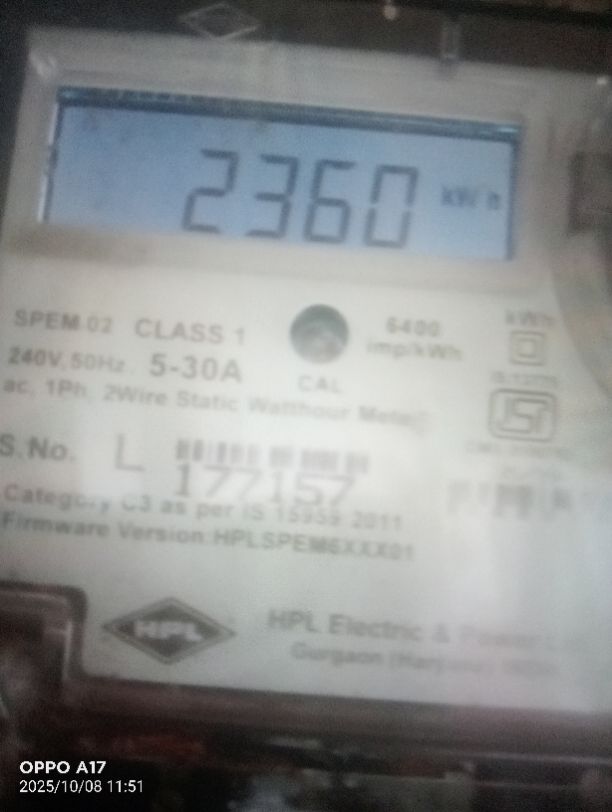 2360 kWh
SPEM 02 CLASS 1
6400
imp/kWh
kWh
240V, 50Hz. 5-30A
CAL
ac, 1Ph, 2Wire Static Watthour Meter
S.No. L 177157
Category C3 as per IS 15959:2011
Firmware Version:HPLSPEM6XXX01
HPL
HPL Electric & Power
Gurgaon
OPPO A17
2025/10/08 11:51